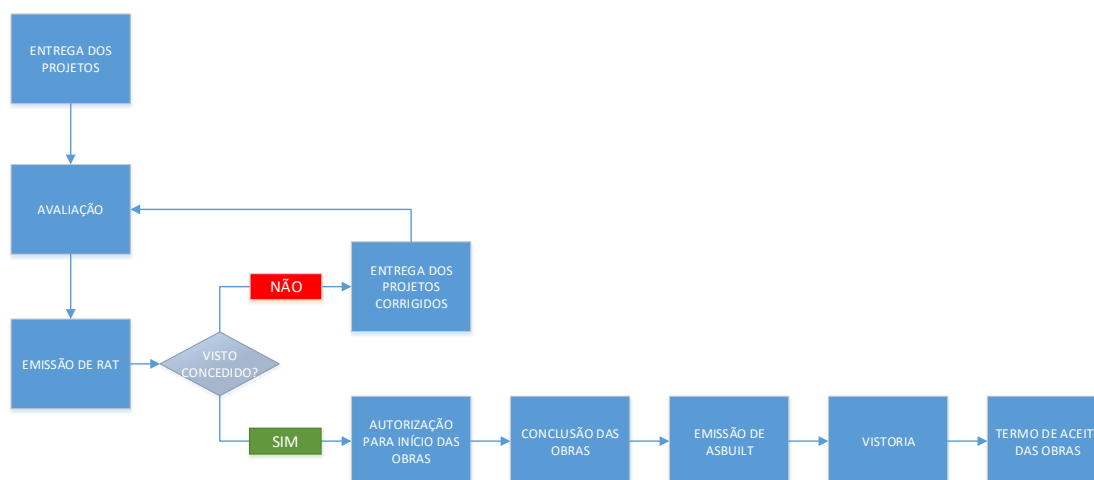 ENTREGA DOS
PROJETOS
AVALIAÇÃO
ENTREGA DOS
PROJETOS
CORRIGIDOS
NÃO
EMISSÃO DE RAT
VISTO
CONCEDIDO?
SIM
AUTORIZAÇÃO
PARA INÍCIO DAS
OBRAS
CONCLUSÃO DAS
OBRAS
EMISSÃO DE
ASBUILT
VISTORIA
TERMO DE ACEITE
DAS OBRAS